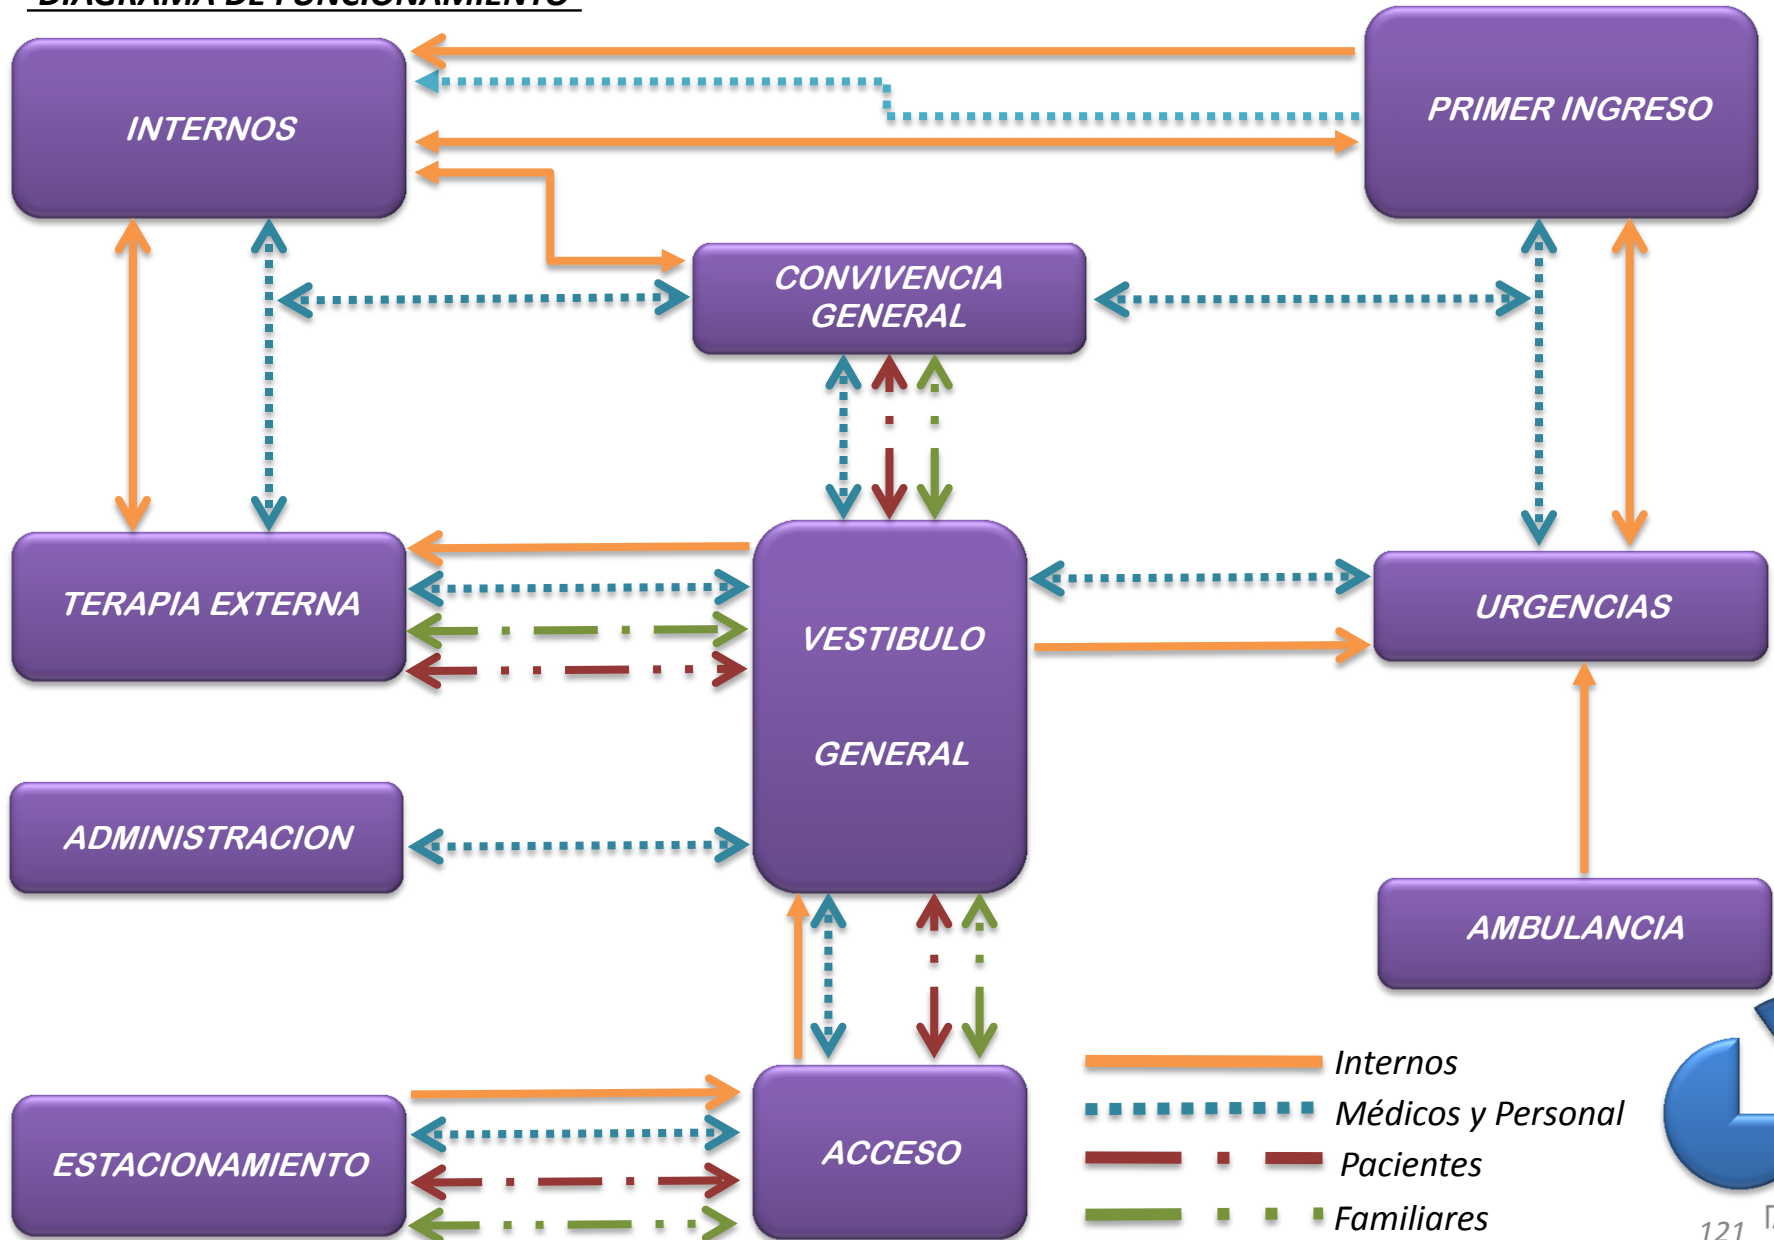 DIAGRAMA DE FUNCIONAMIENTO
INTERNOS
PRIMER INGRESO
CONVIVENCIA
GENERAL
TERAPIA EXTERNA
VESTIBULO
GENERAL
URGENCIAS
ADMINISTRACION
AMBULANCIA
ESTACIONAMIENTO
ACCESO
Internos
Médicos y Personal
Pacientes
Familiares
121